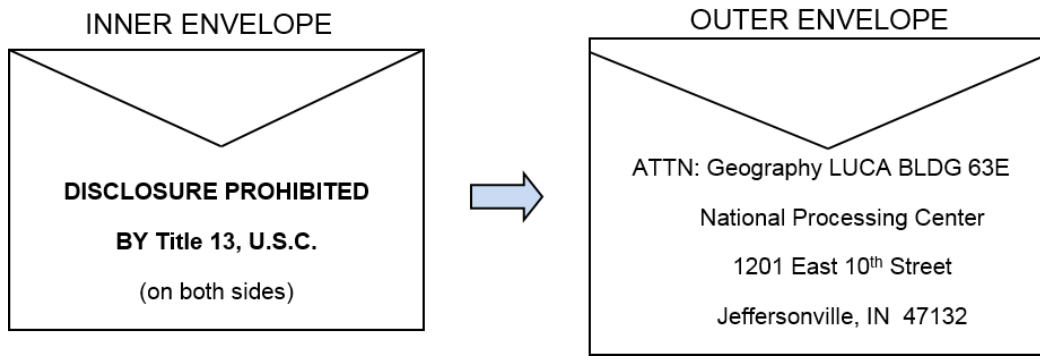 INNER ENVELOPE
DISCLOSURE PROHIBITED
BY Title 13, U.S.C.
(on both sides)
OUTER ENVELOPE
ATTN: Geography LUCA BLDG 63E
National Processing Center
1201 East 10th Street
Jeffersonville, IN 47132